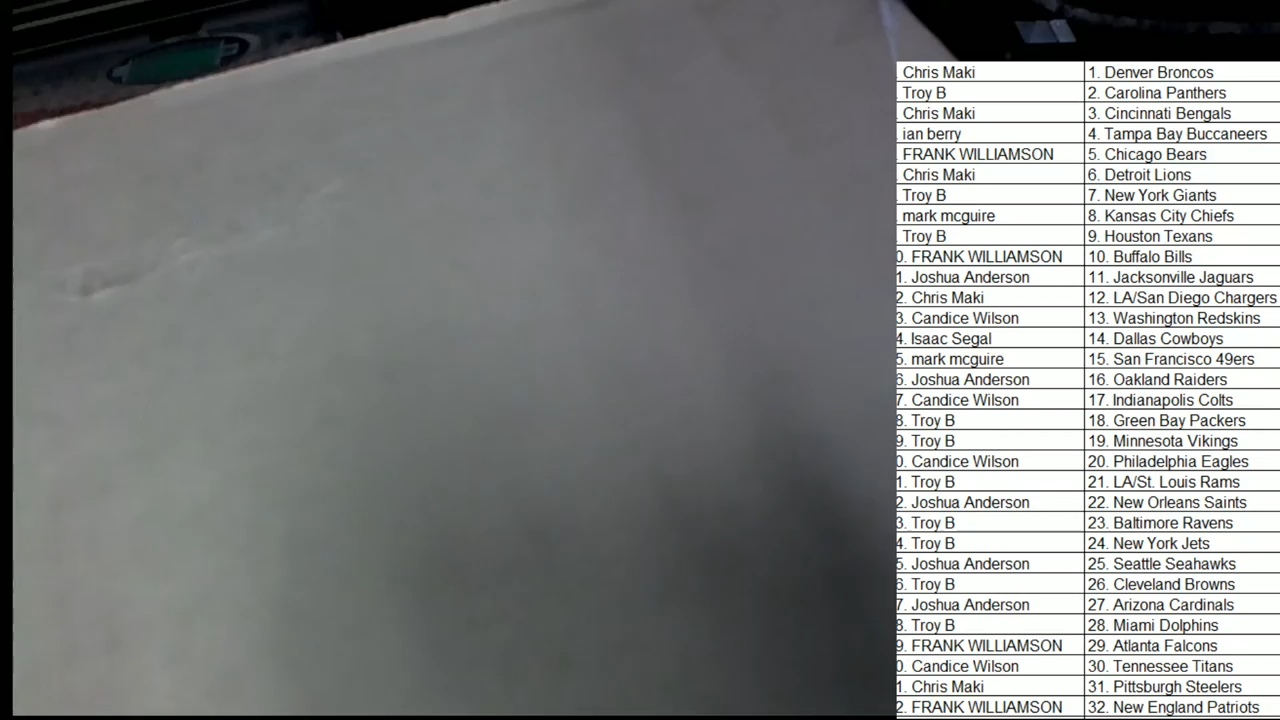 . Chris Maki 1. Denver Broncos
. Troy B 2. Carolina Panthers
. Chris Maki 3. Cincinnati Bengals
. ian berry 4. Tampa Bay Buccaneers
. FRANK WILLIAMSON 5. Chicago Bears
. Chris Maki 6. Detroit Lions
. Troy B 7. New York Giants
. mark mcguire 8. Kansas City Chiefs
. Troy B 9. Houston Texans
0. FRANK WILLIAMSON 10. Buffalo Bills
1. Joshua Anderson 11. Jacksonville Jaguars
2. Chris Maki 12. LA/San Diego Chargers
3. Candice Wilson 13. Washington Redskins
4. Isaac Segal 14. Dallas Cowboys
5. mark mcguire 15. San Francisco 49ers
6. Joshua Anderson 16. Oakland Raiders
7. Candice Wilson 17. Indianapolis Colts
8. Troy B 18. Green Bay Packers
9. Troy B 19. Minnesota Vikings
0. Candice Wilson 20. Philadelphia Eagles
1. Troy B 21. LA/St. Louis Rams
2. Joshua Anderson 22. New Orleans Saints
3. Troy B 23. Baltimore Ravens
4. Troy B 24. New York Jets
5. Joshua Anderson 25. Seattle Seahawks
6. Troy B 26. Cleveland Browns
7. Joshua Anderson 27. Arizona Cardinals
8. Troy B 28. Miami Dolphins
9. FRANK WILLIAMSON 29. Atlanta Falcons
0. Candice Wilson 30. Tennessee Titans
1. Chris Maki 31. Pittsburgh Steelers
2. FRANK WILLIAMSON 32. New England Patriots